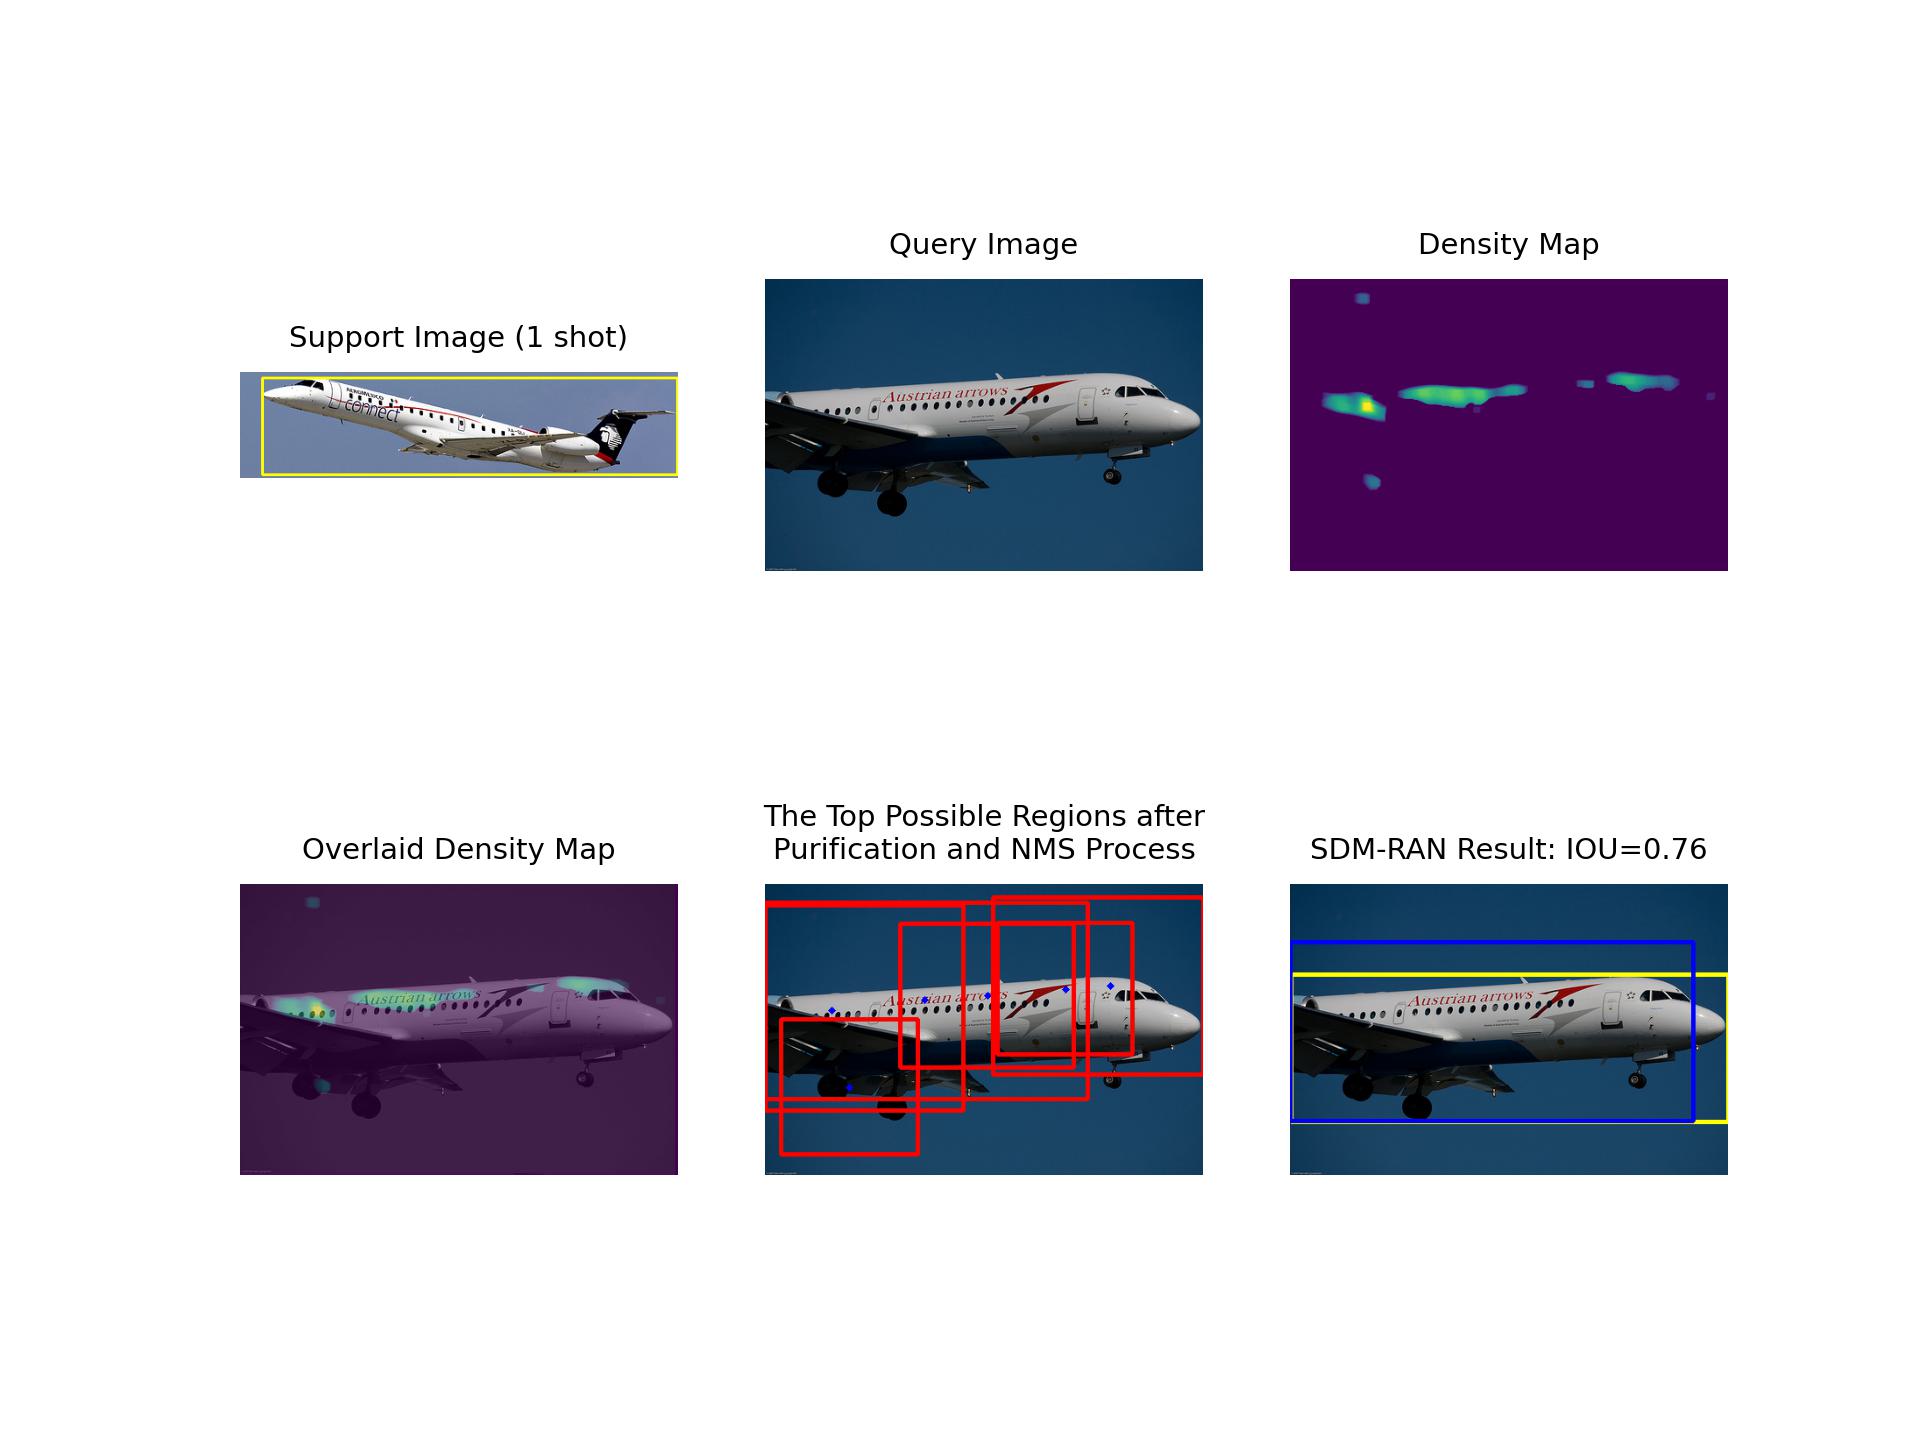 Support Image (1 shot)
AEROMEXICO
connect
Query Image
Austrian arrows
Density Map
Overlaid Density Map
Austrian arrows
The Top Possible Regions after
Purification and NMS Process
Austrian arrows
SDM-RAN Result: IOU=0.76
Austrian arrows